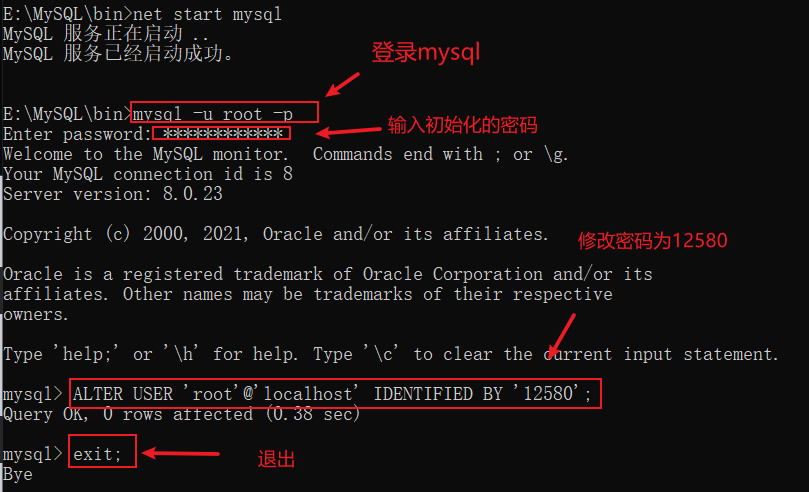 E:\MySQL\bin>net start mysql
MySQL 服务正在启动 ..
MySQL 服务已经启动成功。
登录mysql
E:\MySQL\bin>mysql -u root -p
Enter password: ************
输入初始化的密码
Welcome to the MySQL monitor.  Commands end with ; or \g.
Your MySQL connection id is 8
Server version: 8.0.23
Copyright (c) 2000, 2021, Oracle and/or its affiliates.
修改密码为12580
Oracle is a registered trademark of Oracle Corporation and/or its
affiliates. Other names may be trademarks of their respective
owners.
Type 'help;' or '\h' for help. Type '\c' to clear the current input statement.
mysql> ALTER USER 'root'@'localhost' IDENTIFIED BY '12580';
Query OK, 0 rows affected (0.38 sec)
mysql> exit;
退出
Bye